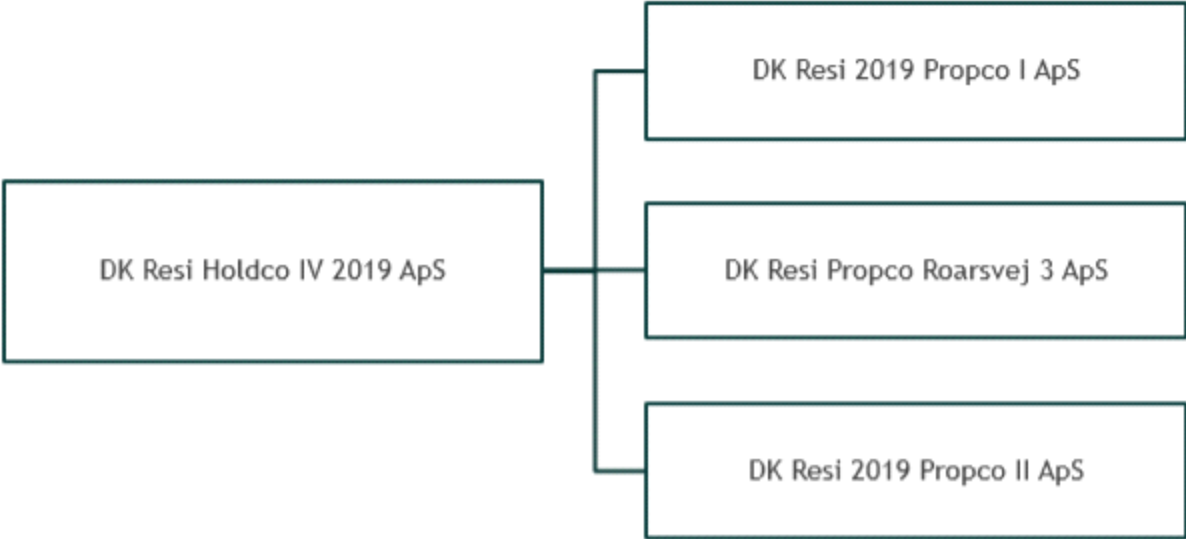 DK Resi Holdco IV 2019 ApS
DK Resi 2019 Propco I ApS
DK Resi Propco Roarsvej 3 ApS
DK Resi 2019 Propco II ApS